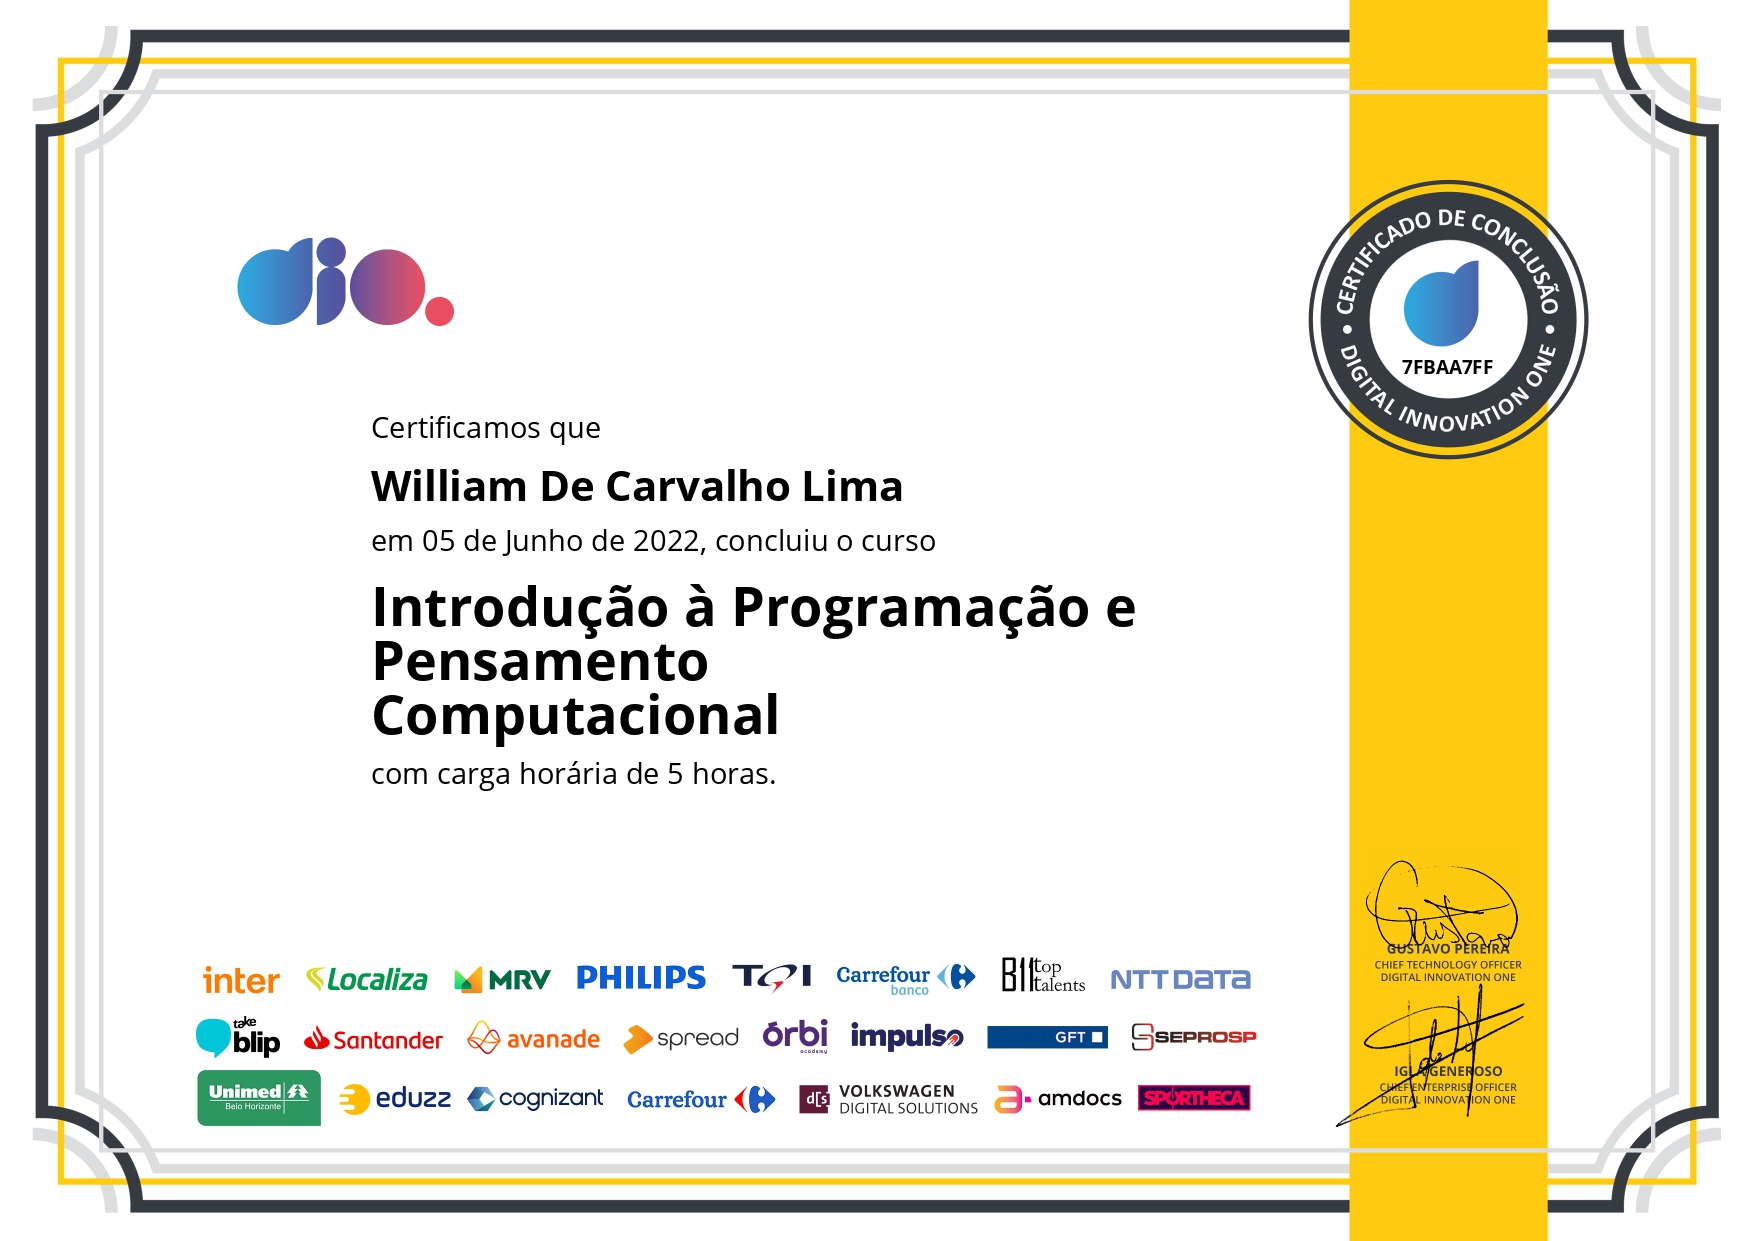 dio.
CERTIFICADO DE CONCLUSÃO
7FBAA7FF
DIGITAL INNOVATION ONE
Certificamos que
William De Carvalho Lima
em 05 de Junho de 2022, concluiu o curso
Introdução à Programação e
Pensamento
Computacional
com carga horária de 5 horas.
Gustavo
GUSTAVO PEREIRA
CHIEF TECHNOLOGY OFFICER
DIGITAL INNOVATION ONE
IGLÁ GENEROSO
CHIEF ENTERPRISE OFFICER
DIGITAL INNOVATION ONE
inter Localiza MRV PHILIPS TQI Carrefour banco B11 top talents NTT DATA
take blip Santander avanade spread órbi academy impulso GFT SEPROSP
Unimed Belo Horizonte eduzz cognizant Carrefour d[s VOLKSWAGEN DIGITAL SOLUTIONS amdocs SPORTHECA